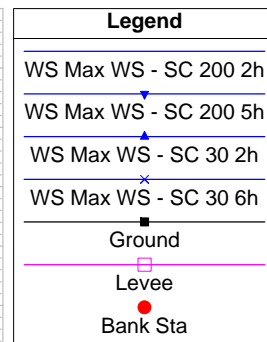 Legend
WS Max WS - SC 200 2h
WS Max WS - SC 200 5h
WS Max WS - SC 30 2h
WS Max WS - SC 30 6h
Ground
Levee
Bank Sta